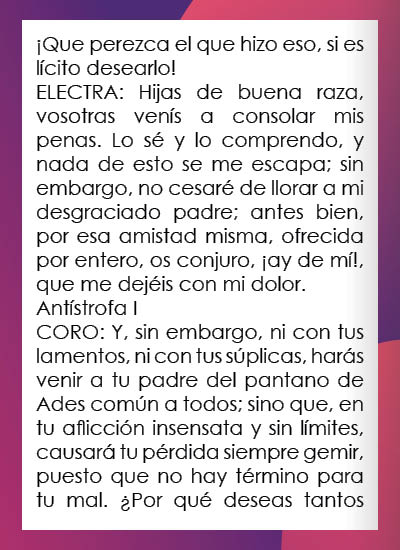 ¡Que perezca el que hizo eso, si es
lícito desearlo!
ELECTRA: Hijas de buena raza,
vosotras venís a consolar mis
penas. Lo sé y lo comprendo, y
nada de esto se me escapa; sin
embargo, no cesaré de llorar a mi
desgraciado padre; antes bien,
por esa amistad misma, ofrecida
por entero, os conjuro, ¡ay de mí!,
que me dejéis con mi dolor.
Antístrofa I
CORO: Y, sin embargo, ni con tus
lamentos, ni con tus súplicas, harás
venir a tu padre del pantano de
Ades común a todos; sino que, en
tu aflicción insensata y sin límites,
causará tu pérdida siempre gemir,
puesto que no hay término para
tu mal. ¿Por qué deseas tantos